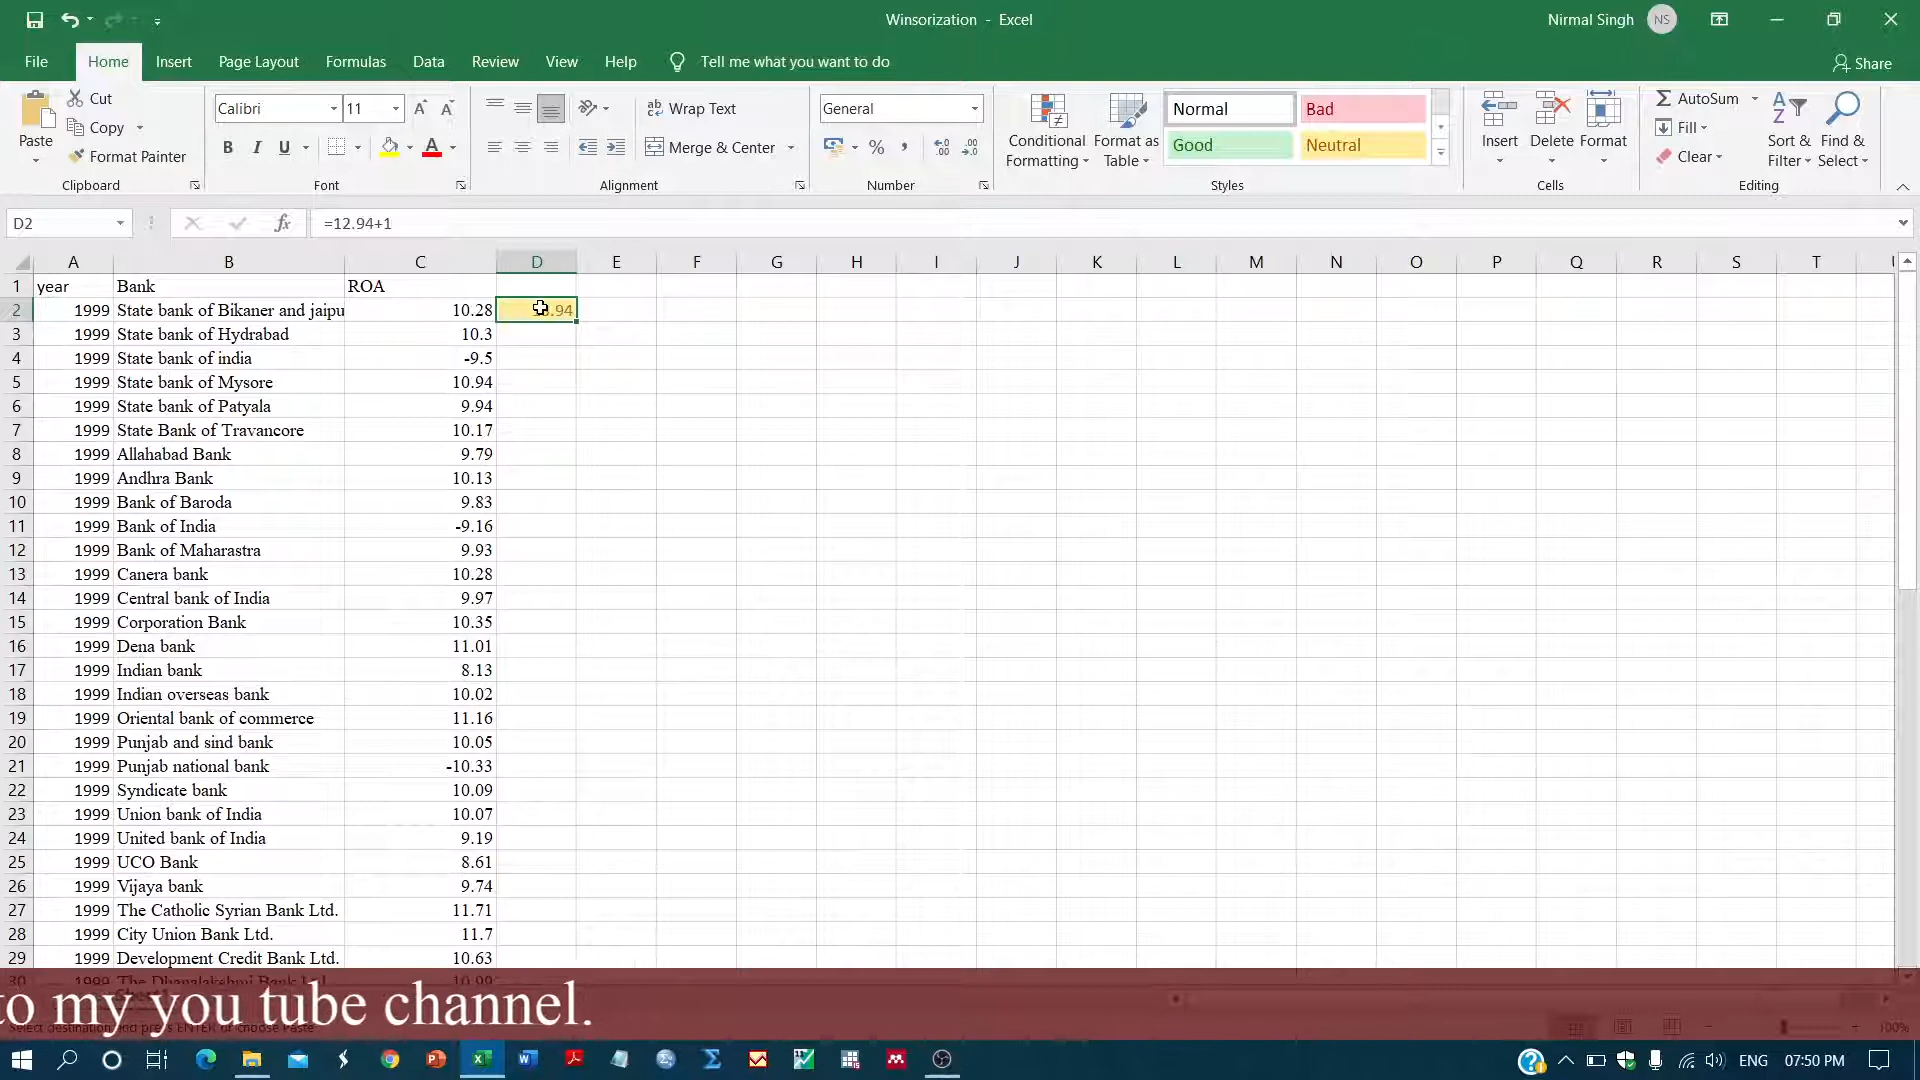 Winsorization - Excel
Nirmal Singh NS
File Home Insert Page Layout Formulas Data Review View Help Tell me what you want to do Share
Cut
Copy
Format Painter
Paste
Clipboard
Calibri 11
B I U
Font
Wrap Text
Merge & Center
Alignment
General
Number
Conditional Formatting
Format as Table
Normal Bad
Good Neutral
Styles
Insert Delete Format
Cells
AutoSum
Fill
Clear
Sort & Filter
Find & Select
Editing
D2 fx =12.94+1
A B C D E F G H I J K L M N O P Q R S T
1 year Bank ROA
2 1999 State bank of Bikaner and jaipu 10.28
3 1999 State bank of Hydrabad 10.3
4 1999 State bank of india -9.5
5 1999 State bank of Mysore 10.94
6 1999 State bank of Patyala 9.94
7 1999 State Bank of Travancore 10.17
8 1999 Allahabad Bank 9.79
9 1999 Andhra Bank 10.13
10 1999 Bank of Baroda 9.83
11 1999 Bank of India -9.16
12 1999 Bank of Maharastra 9.93
13 1999 Canera bank 10.28
14 1999 Central bank of India 9.97
15 1999 Corporation Bank 10.35
16 1999 Dena bank 11.01
17 1999 Indian bank 8.13
18 1999 Indian overseas bank 10.02
19 1999 Oriental bank of commerce 11.16
20 1999 Punjab and sind bank 10.05
21 1999 Punjab national bank -10.33
22 1999 Syndicate bank 10.09
23 1999 Union bank of India 10.07
24 1999 United bank of India 9.19
25 1999 UCO Bank 8.61
26 1999 Vijaya bank 9.74
27 1999 The Catholic Syrian Bank Ltd. 11.71
28 1999 City Union Bank Ltd. 11.7
29 1999 Development Credit Bank Ltd. 10.63
30 1999 The Dhanalakshmi Bank Ltd. 10.99
to my you tube channel.
Select destination and press ENTER or choose Paste
100%
ENG 07:50 PM